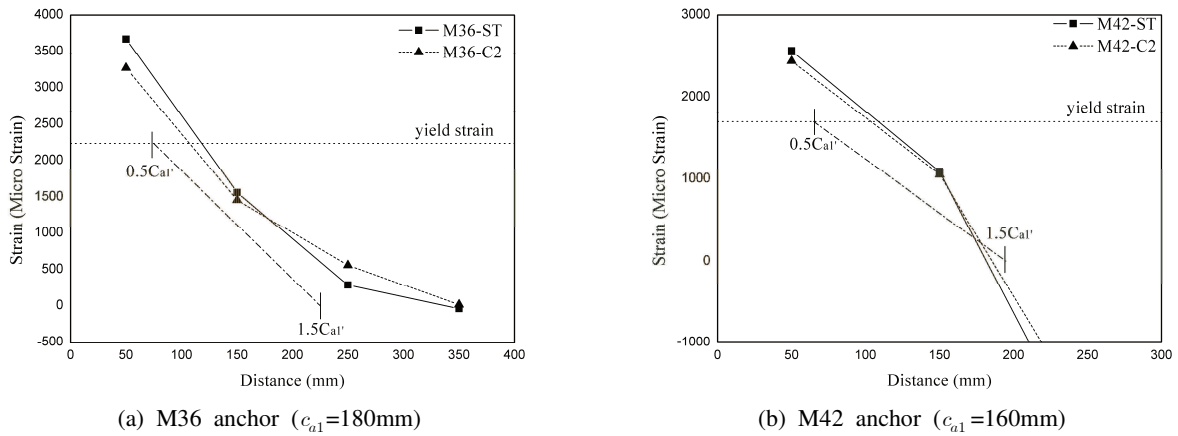 4000
3500
3000
2500
2000
1500
1000
500
0
-500
Strain (Micro Strain)
M36-ST
M36-C2
yield strain
0.5Ca1'
1.5Ca1'
0 50 100 150 200 250 300 350 400
Distance (mm)
(a) M36 anchor (ca1=180mm)
3000
2000
1000
0
-1000
Strain (Micro Strain)
M42-ST
M42-C2
yield strain
0.5Ca1'
1.5Ca1'
0 50 100 150 200 250 300
Distance (mm)
(b) M42 anchor (ca1=160mm)